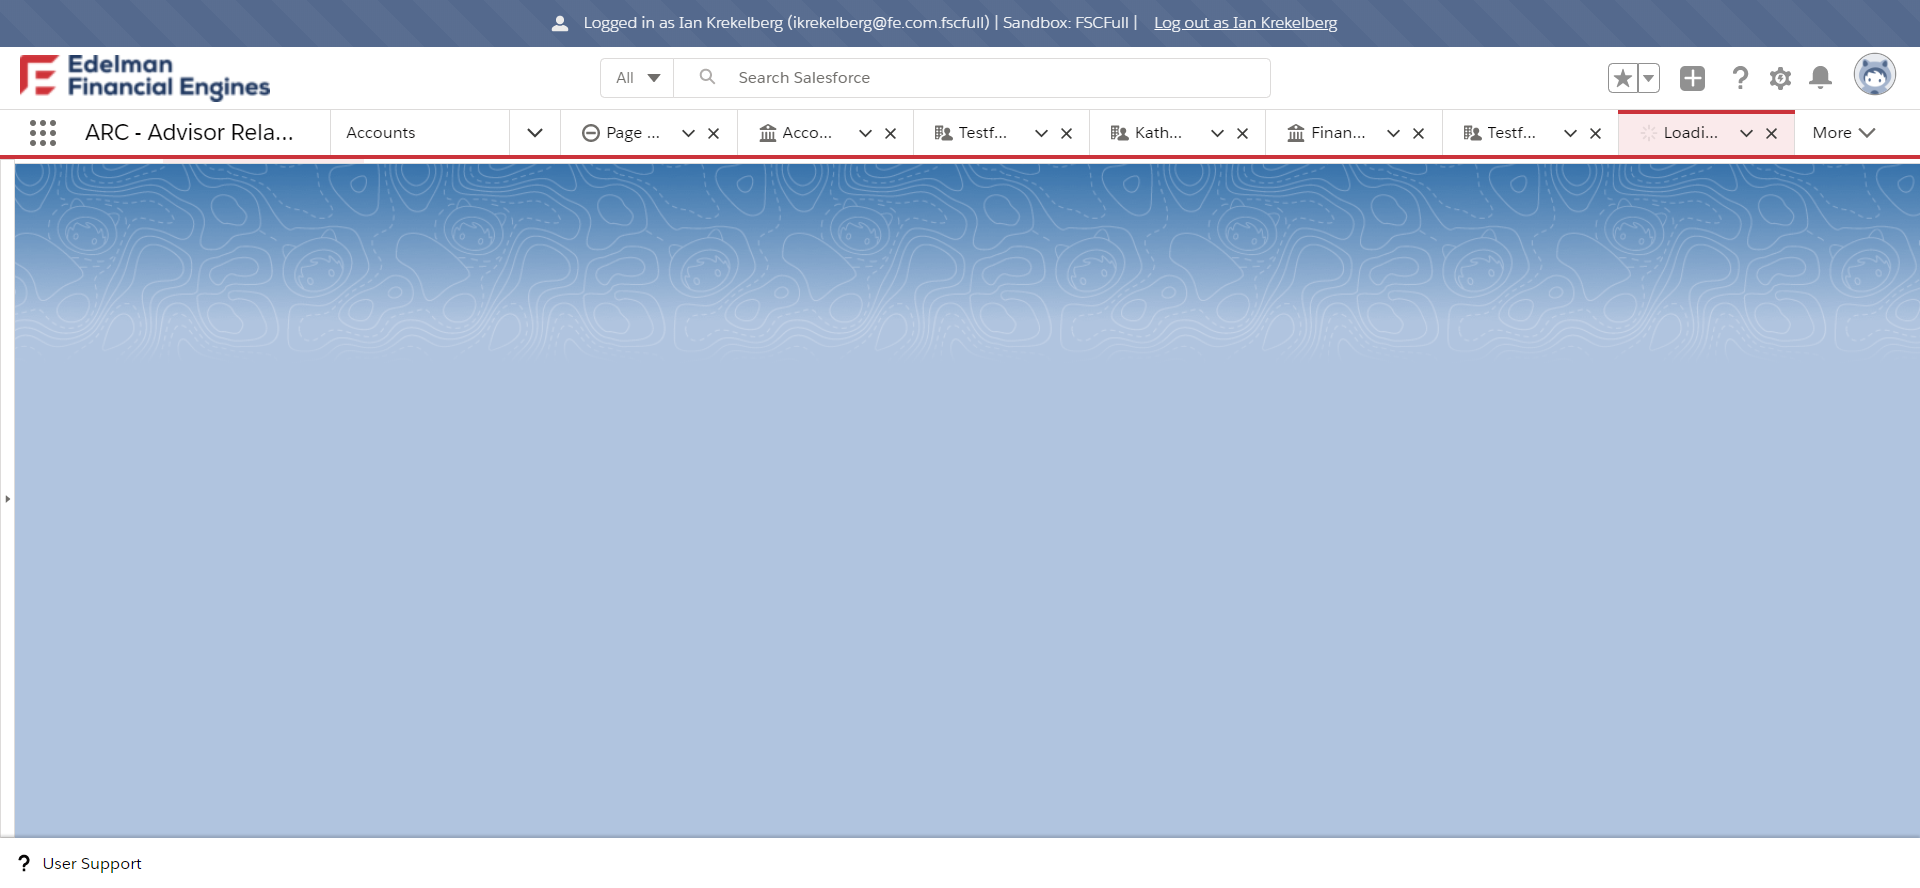 Logged in as Ian Krekelberg (ikrekelberg@fe.com.fscfull) | Sandbox: FSCFull | Log out as Ian Krekelberg
Edelman
Financial Engines
All
Search Salesforce
ARC - Advisor Rela...
Accounts
Page ...
Acco...
Testf...
Kath...
Finan...
Testf...
Loadi...
More
? User Support